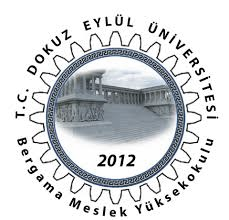 T.C. DOKUZ EYLÜL ÜNİVERSİTESİ
Bergama Meslek Yüksekokulu
2012